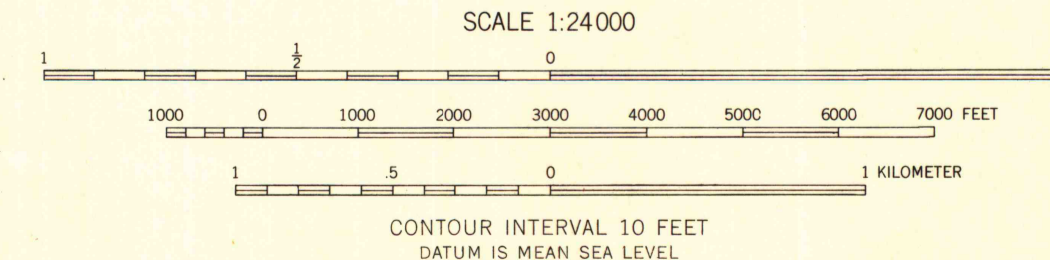 SCALE 1:24000
1 1/2 0
1000 0 1000 2000 3000 4000 5000 6000 7000 FEET
1 .5 0 1 KILOMETER
CONTOUR INTERVAL 10 FEET
DATUM IS MEAN SEA LEVEL